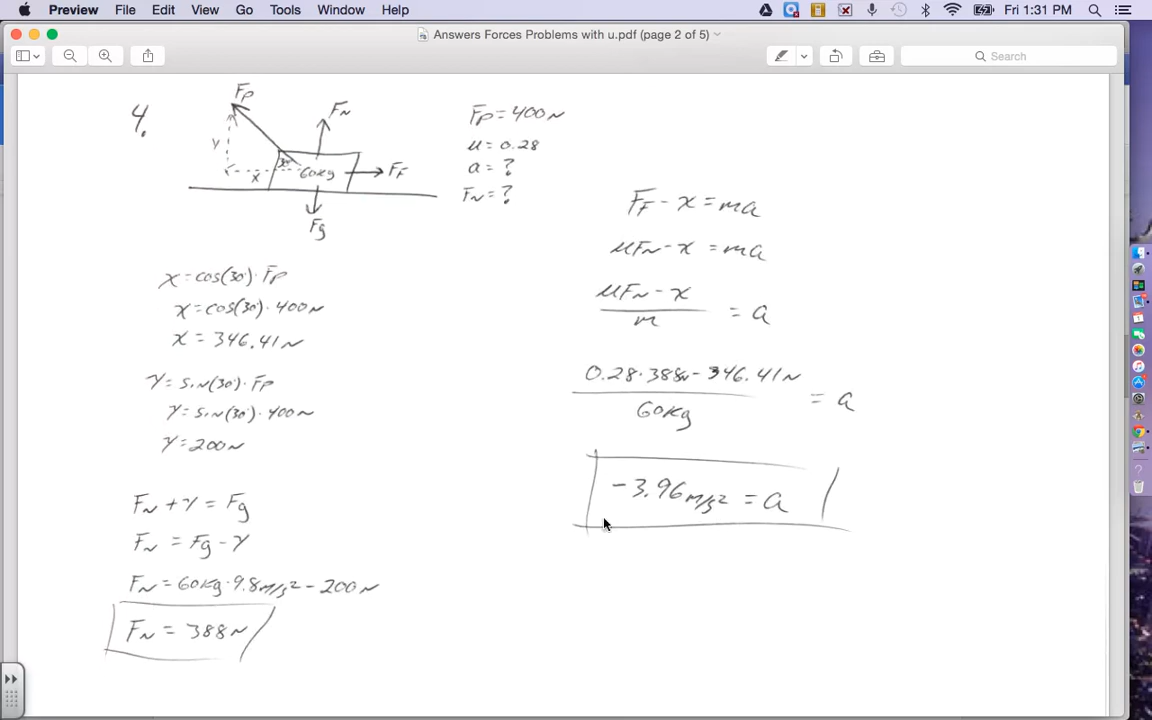 Preview File Edit View Go Tools Window Help Fri 1:31 PM
Answers Forces Problems with u.pdf (page 2 of 5)
Search
4.
Fp
FN
y
30°
x
60kg
FF
Fg
Fp = 400N
u = 0.28
a = ?
FN = ?
x = cos(30°) · Fp
x = cos(30°) · 400N
x = 346.41N
y = sin(30°) · Fp
y = sin(30°) · 400N
y = 200N
FN + y = Fg
FN = Fg - y
FN = 60kg · 9.8m/s² - 200N
FN = 388N
FF - x = ma
uFN - x = ma
uFN - x
m
= a
0.28 · 388N - 346.41N
60kg
= a
-3.96m/s² = a